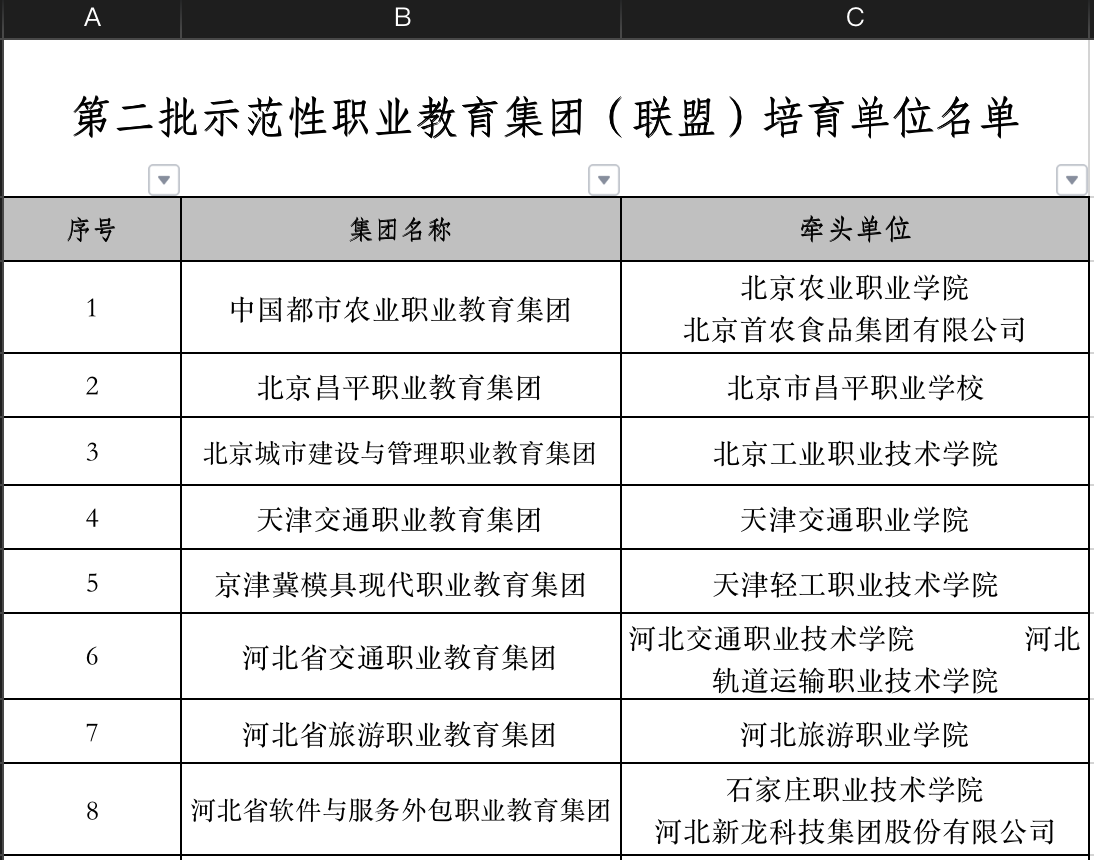 A B C
第二批示范性职业教育集团（联盟）培育单位名单
序号 集团名称 牵头单位
1 中国都市农业职业教育集团 北京农业职业学院
北京首农食品集团有限公司
2 北京昌平职业教育集团 北京市昌平职业学校
3 北京城市建设与管理职业教育集团 北京工业职业技术学院
4 天津交通职业教育集团 天津交通职业学院
5 京津冀模具现代职业教育集团 天津轻工职业技术学院
6 河北省交通职业教育集团 河北交通职业技术学院 河北
轨道运输职业技术学院
7 河北省旅游职业教育集团 河北旅游职业学院
8 河北省软件与服务外包职业教育集团 石家庄职业技术学院
河北新龙科技集团股份有限公司